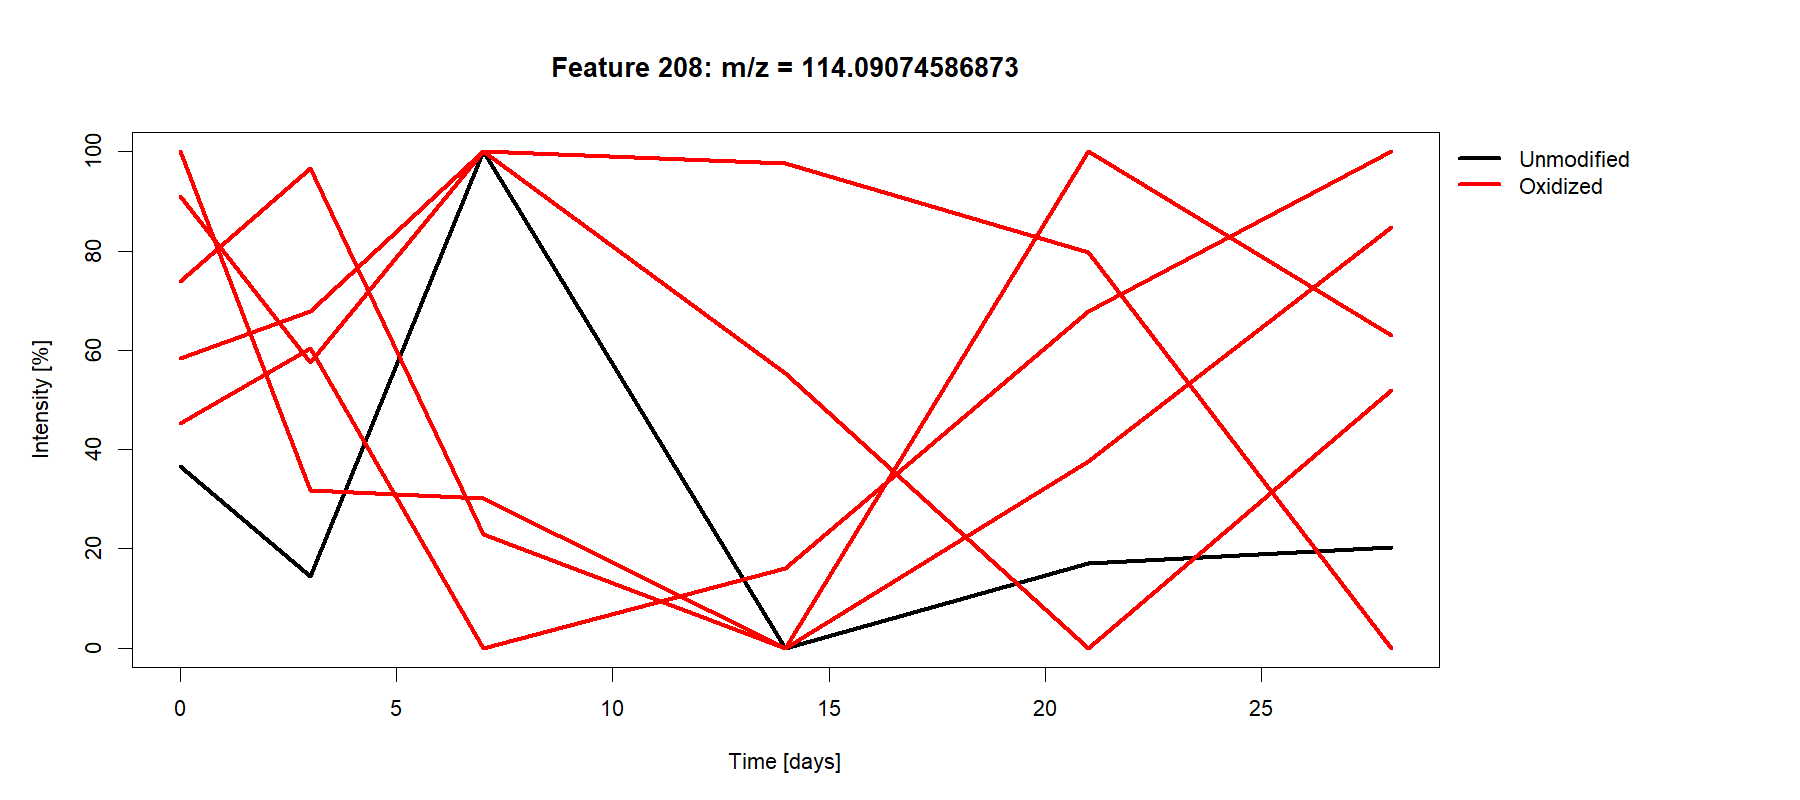 Feature 208: m/z = 114.09074586873
Unmodified
Oxidized
Intensity [%]
100
80
60
40
20
0
0 5 10 15 20 25
Time [days]